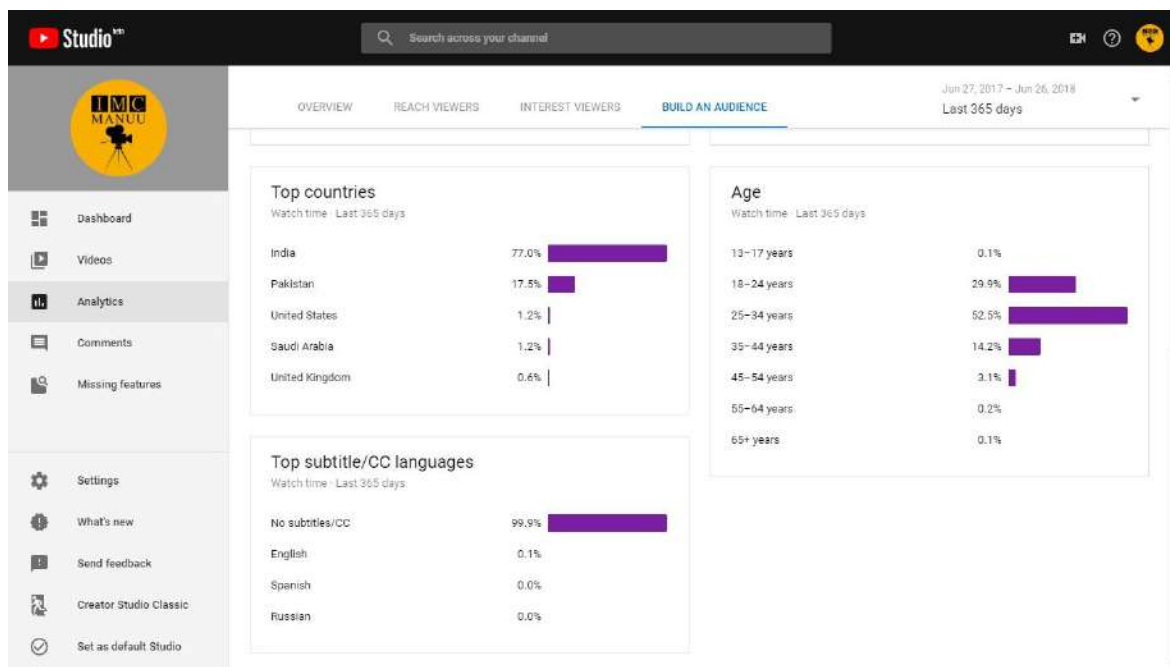 Studio beta
Search across your channel
IMC
MANUU
OVERVIEW REACH VIEWERS INTEREST VIEWERS BUILD AN AUDIENCE
Jun 27, 2017 – Jun 26, 2018
Last 365 days
Dashboard
Videos
Analytics
Comments
Missing features
Settings
What's new
Send feedback
Creator Studio Classic
Set as default Studio
Top countries
Watch time · Last 365 days
India 77.0%
Pakistan 17.5%
United States 1.2%
Saudi Arabia 1.2%
United Kingdom 0.6%
Top subtitle/CC languages
Watch time · Last 365 days
No subtitles/CC 99.9%
English 0.1%
Spanish 0.0%
Russian 0.0%
Age
Watch time · Last 365 days
13–17 years 0.1%
18–24 years 29.9%
25–34 years 52.5%
35–44 years 14.2%
45–54 years 3.1%
55–64 years 0.2%
65+ years 0.1%